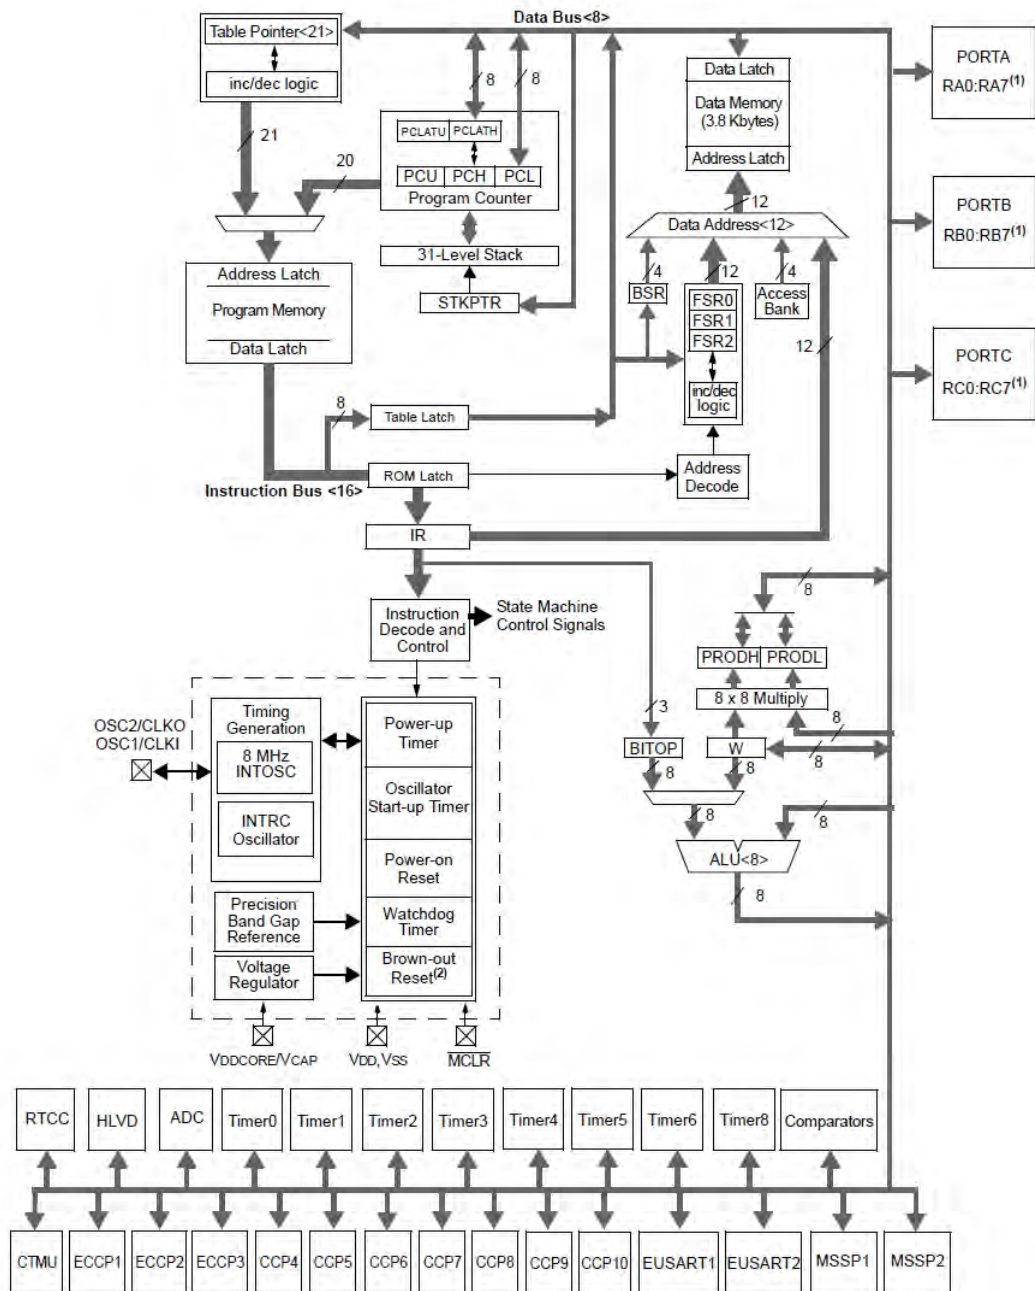 Data Bus<8>
Table Pointer<21>
inc/dec logic
21
20
8
8
PCLATU
PCLATH
PCU
PCH
PCL
Program Counter
31-Level Stack
STKPTR
Data Latch
Data Memory
(3.8 Kbytes)
Address Latch
12
Data Address<12>
4
12
4
BSR
FSR0
FSR1
FSR2
inc/dec
logic
Access
Bank
12
PORTA
RA0:RA7(1)
PORTB
RB0:RB7(1)
PORTC
RC0:RC7(1)
Address Latch
Program Memory
Data Latch
8
Table Latch
ROM Latch
Instruction Bus <16>
Address
Decode
IR
Instruction
Decode and
Control
State Machine
Control Signals
8
PRODH
PRODL
8 x 8 Multiply
3
8
BITOP
W
8
8
8
8
8
ALU<8>
8
OSC2/CLKO
OSC1/CLKI
Timing
Generation
8 MHz
INTOSC
INTRC
Oscillator
Power-up
Timer
Oscillator
Start-up Timer
Power-on
Reset
Watchdog
Timer
Brown-out
Reset(2)
Precision
Band Gap
Reference
Voltage
Regulator
VDDCORE/VCAP
VDD,VSS
MCLR
RTCC
HLVD
ADC
Timer0
Timer1
Timer2
Timer3
Timer4
Timer5
Timer6
Timer8
Comparators
CTMU
ECCP1
ECCP2
ECCP3
CCP4
CCP5
CCP6
CCP7
CCP8
CCP9
CCP10
EUSART1
EUSART2
MSSP1
MSSP2